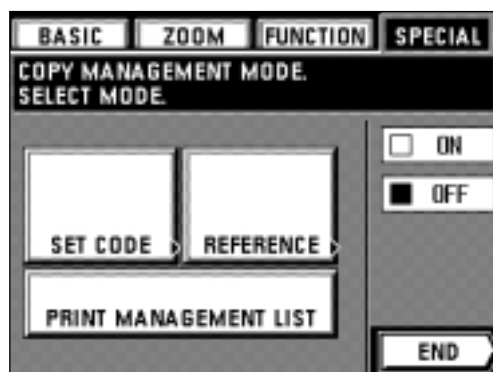 BASIC ZOOM FUNCTION SPECIAL
COPY MANAGEMENT MODE.
SELECT MODE.
ON
OFF
SET CODE REFERENCE
PRINT MANAGEMENT LIST
END